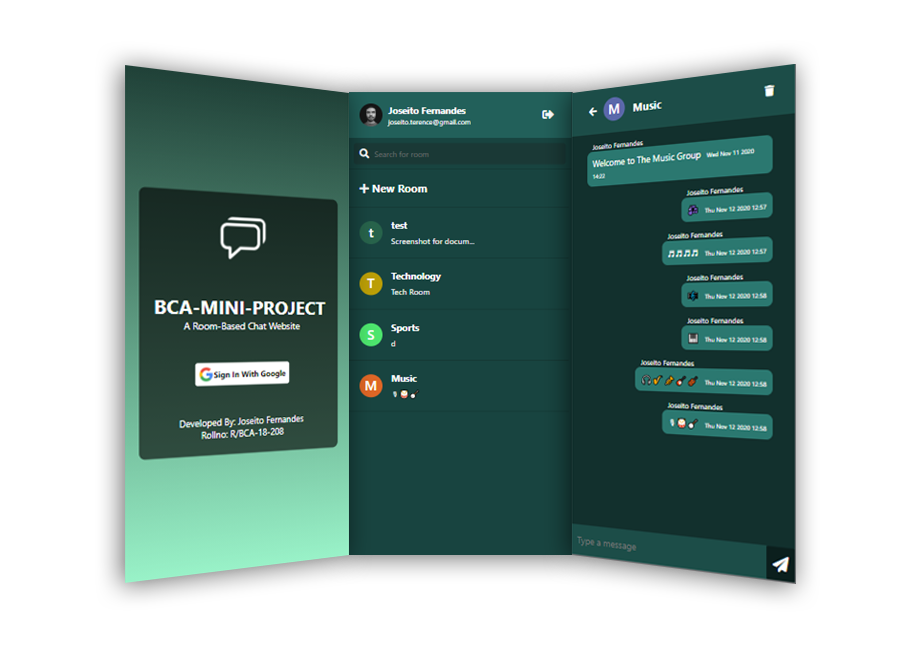 BCA-MINI-PROJECT
A Room-Based Chat Website
Sign In With Google
Developed By: Joseito Fernandes
Rollno: R/BCA-18-208
Joseito Fernandes
joseito.terence@gmail.com
Search for room
New Room
t
test
Screenshot for docum...
T
Technology
Tech Room
S
Sports
d
M
Music
M
Music
Joseito Fernandes
Welcome to The Music Group Wed Nov 11 2020
14:22
Joseito Fernandes
Thu Nov 12 2020 12:57
Joseito Fernandes
Thu Nov 12 2020 12:57
Joseito Fernandes
Thu Nov 12 2020 12:58
Joseito Fernandes
Thu Nov 12 2020 12:58
Joseito Fernandes
Thu Nov 12 2020 12:58
Joseito Fernandes
Thu Nov 12 2020 12:58
Type a message